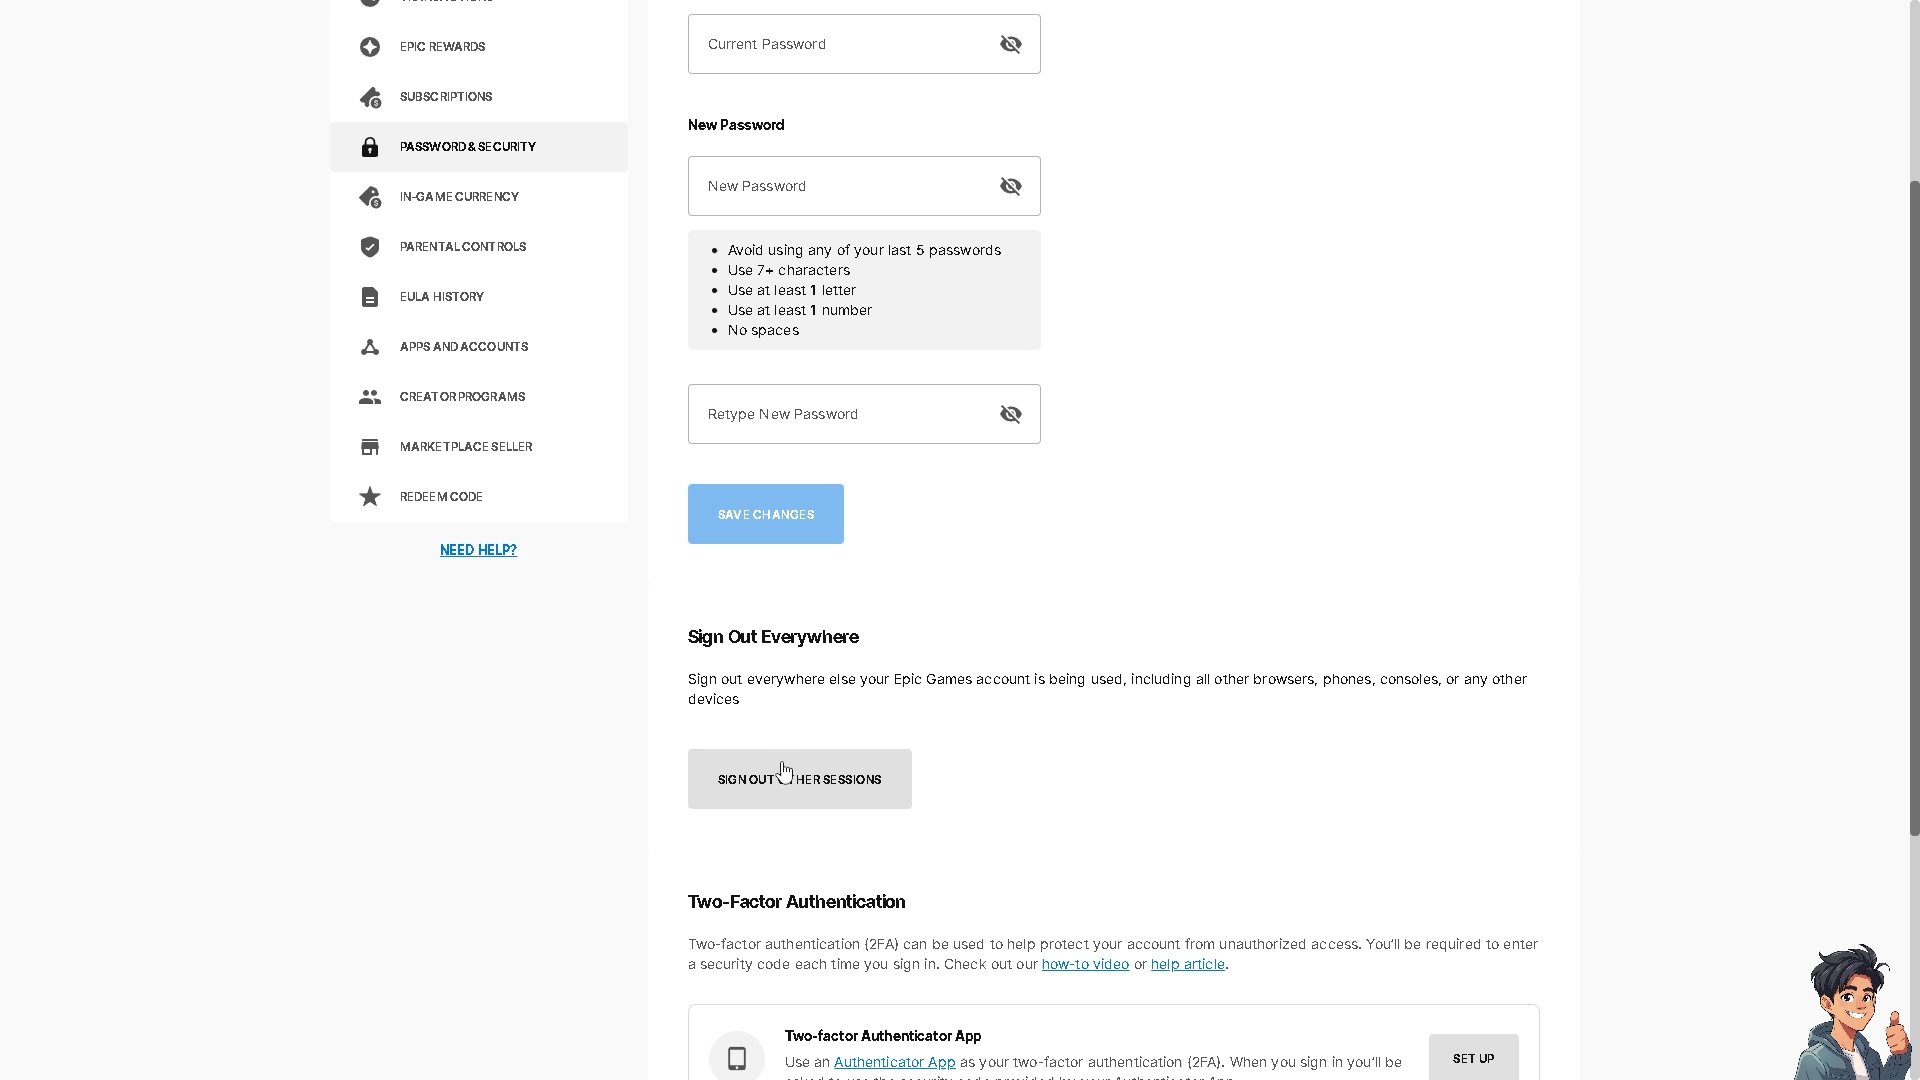 EPIC REWARDS
SUBSCRIPTIONS
PASSWORD & SECURITY
IN-GAME CURRENCY
PARENTAL CONTROLS
EULA HISTORY
APPS AND ACCOUNTS
CREATOR PROGRAMS
MARKETPLACE SELLER
REDEEM CODE
NEED HELP?
Current Password
New Password
New Password
• Avoid using any of your last 5 passwords
• Use 7+ characters
• Use at least 1 letter
• Use at least 1 number
• No spaces
Retype New Password
SAVE CHANGES
Sign Out Everywhere
Sign out everywhere else your Epic Games account is being used, including all other browsers, phones, consoles, or any other
devices
SIGN OUT OTHER SESSIONS
Two-Factor Authentication
Two-factor authentication (2FA) can be used to help protect your account from unauthorized access. You'll be required to enter
a security code each time you sign in. Check out our how-to video or help article.
Two-factor Authenticator App
Use an Authenticator App as your two-factor authentication (2FA). When you sign in you'll be
SET UP